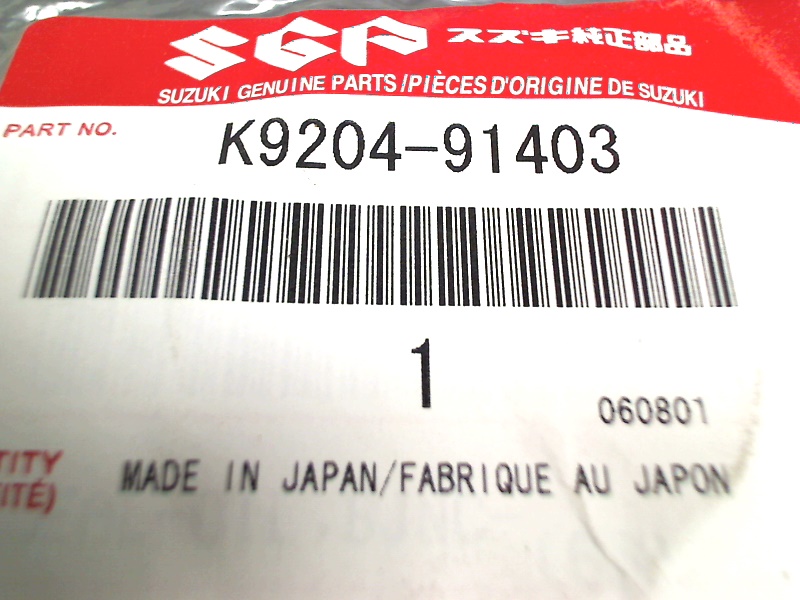 SGP スズキ純正部品
SUZUKI GENUINE PARTS/PIÈCES D'ORIGINE DE SUZUKI
PART NO. K9204-91403
1
060801
TITY MADE IN JAPAN/FABRIQUE AU JAPON
ITÉ)